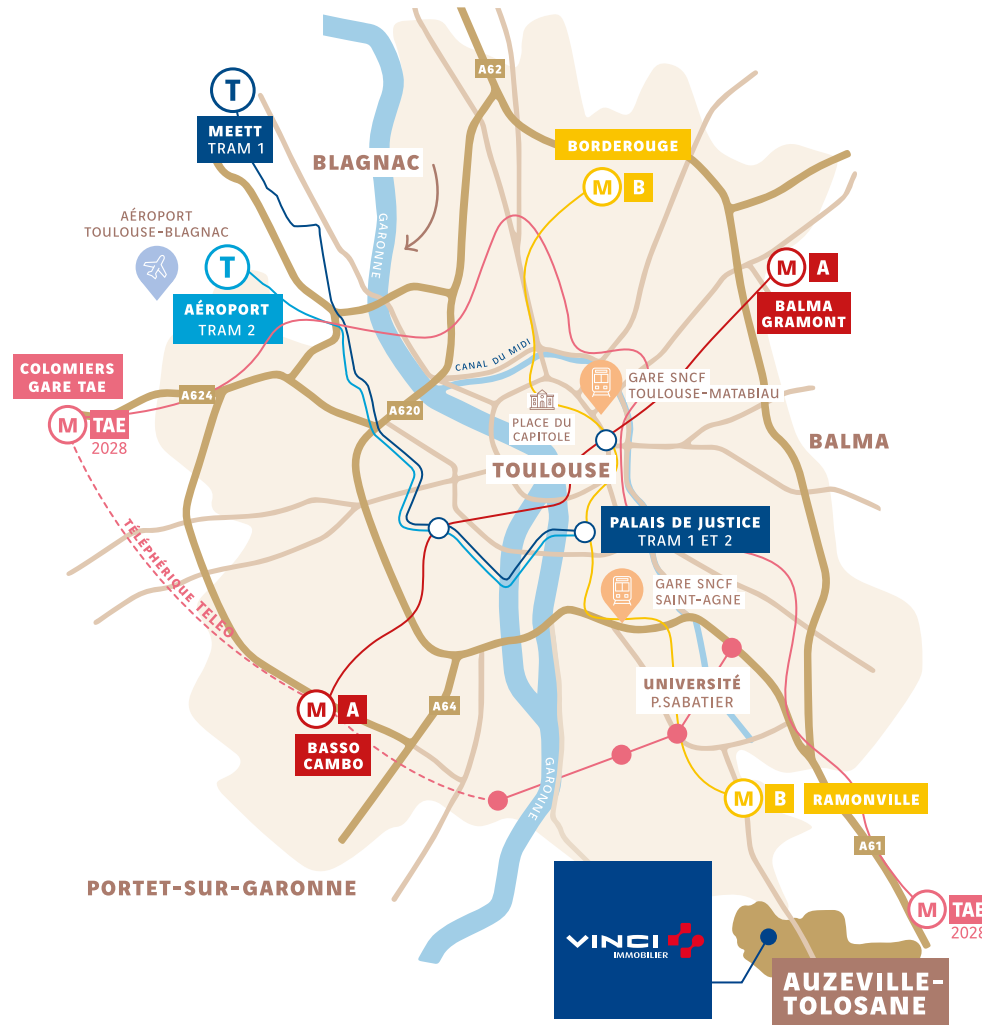 A62
T
MEETT
TRAM 1
BLAGNAC
BORDEROUGE
M B
GARONNE
AÉROPORT
TOULOUSE-BLAGNAC
T
AÉROPORT
TRAM 2
M A
BALMA
GRAMONT
CANAL DU MIDI
COLOMIERS
GARE TAE
A624
M TAE
2028
A620
GARE SNCF
TOULOUSE-MATABIAU
PLACE DU
CAPITOLE
BALMA
TOULOUSE
PALAIS DE JUSTICE
TRAM 1 ET 2
TÉLÉPHÉRIQUE TELEO
GARE SNCF
SAINT-AGNE
UNIVERSITÉ
P.SABATIER
M A
BASSO
CAMBO
A64
GARONNE
M B RAMONVILLE
A61
PORTET-SUR-GARONNE
M TAE
2028
VINCI
IMMOBILIER
AUZEVILLE-
TOLOSANE